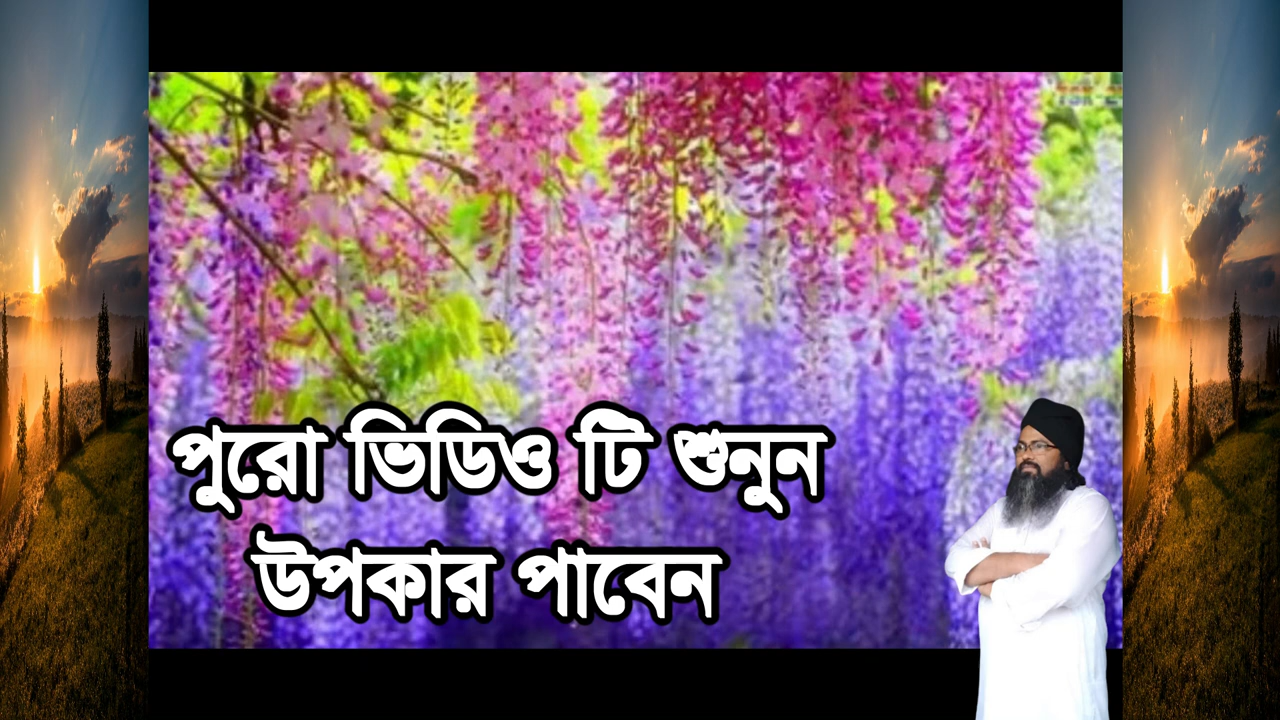 পুরো ভিডিও টি শুনুন
উপকার পাবেন